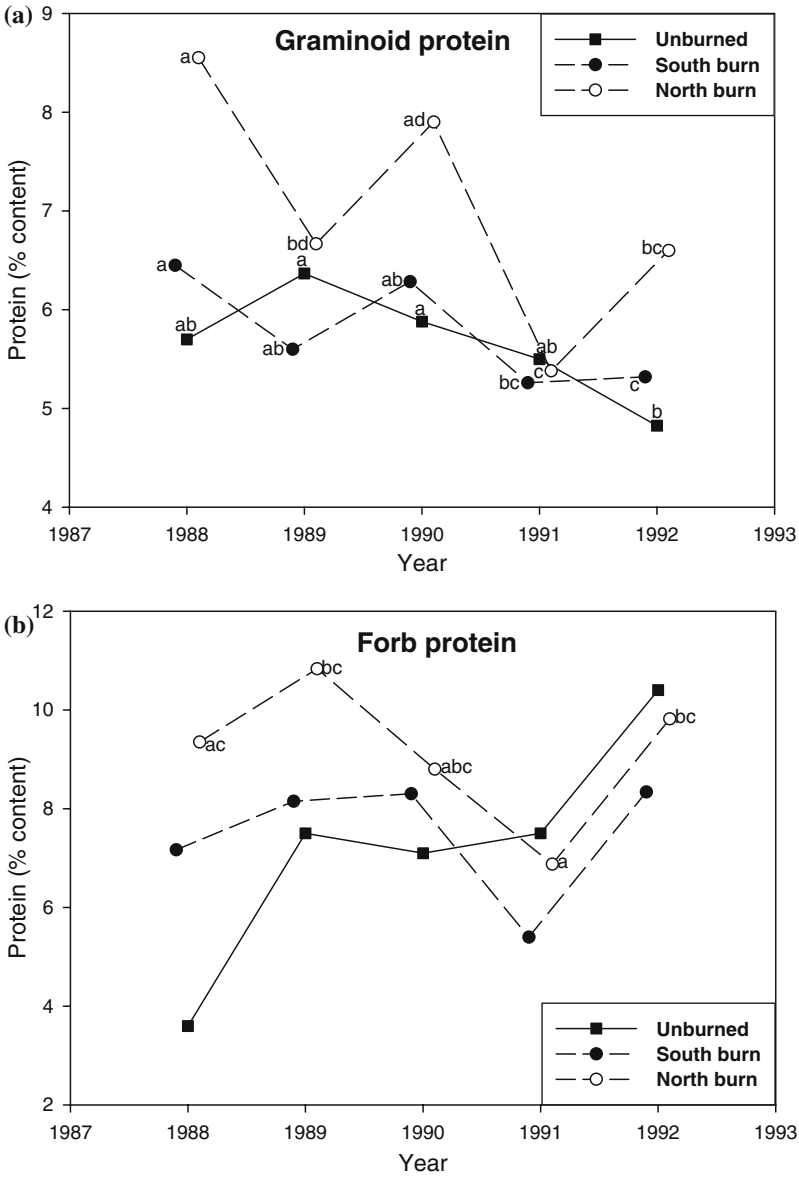 (a)
Graminoid protein
Unburned
South burn
North burn
Protein (% content)
9
8
7
6
5
4
a
ad
bd
a
a
ab
a
bc
ab
ab
ab
c
bc
c
b
1987 1988 1989 1990 1991 1992 1993
Year
(b)
Forb protein
Protein (% content)
12
10
8
6
4
2
bc
ac
abc
bc
a
Unburned
South burn
North burn
1987 1988 1989 1990 1991 1992 1993
Year